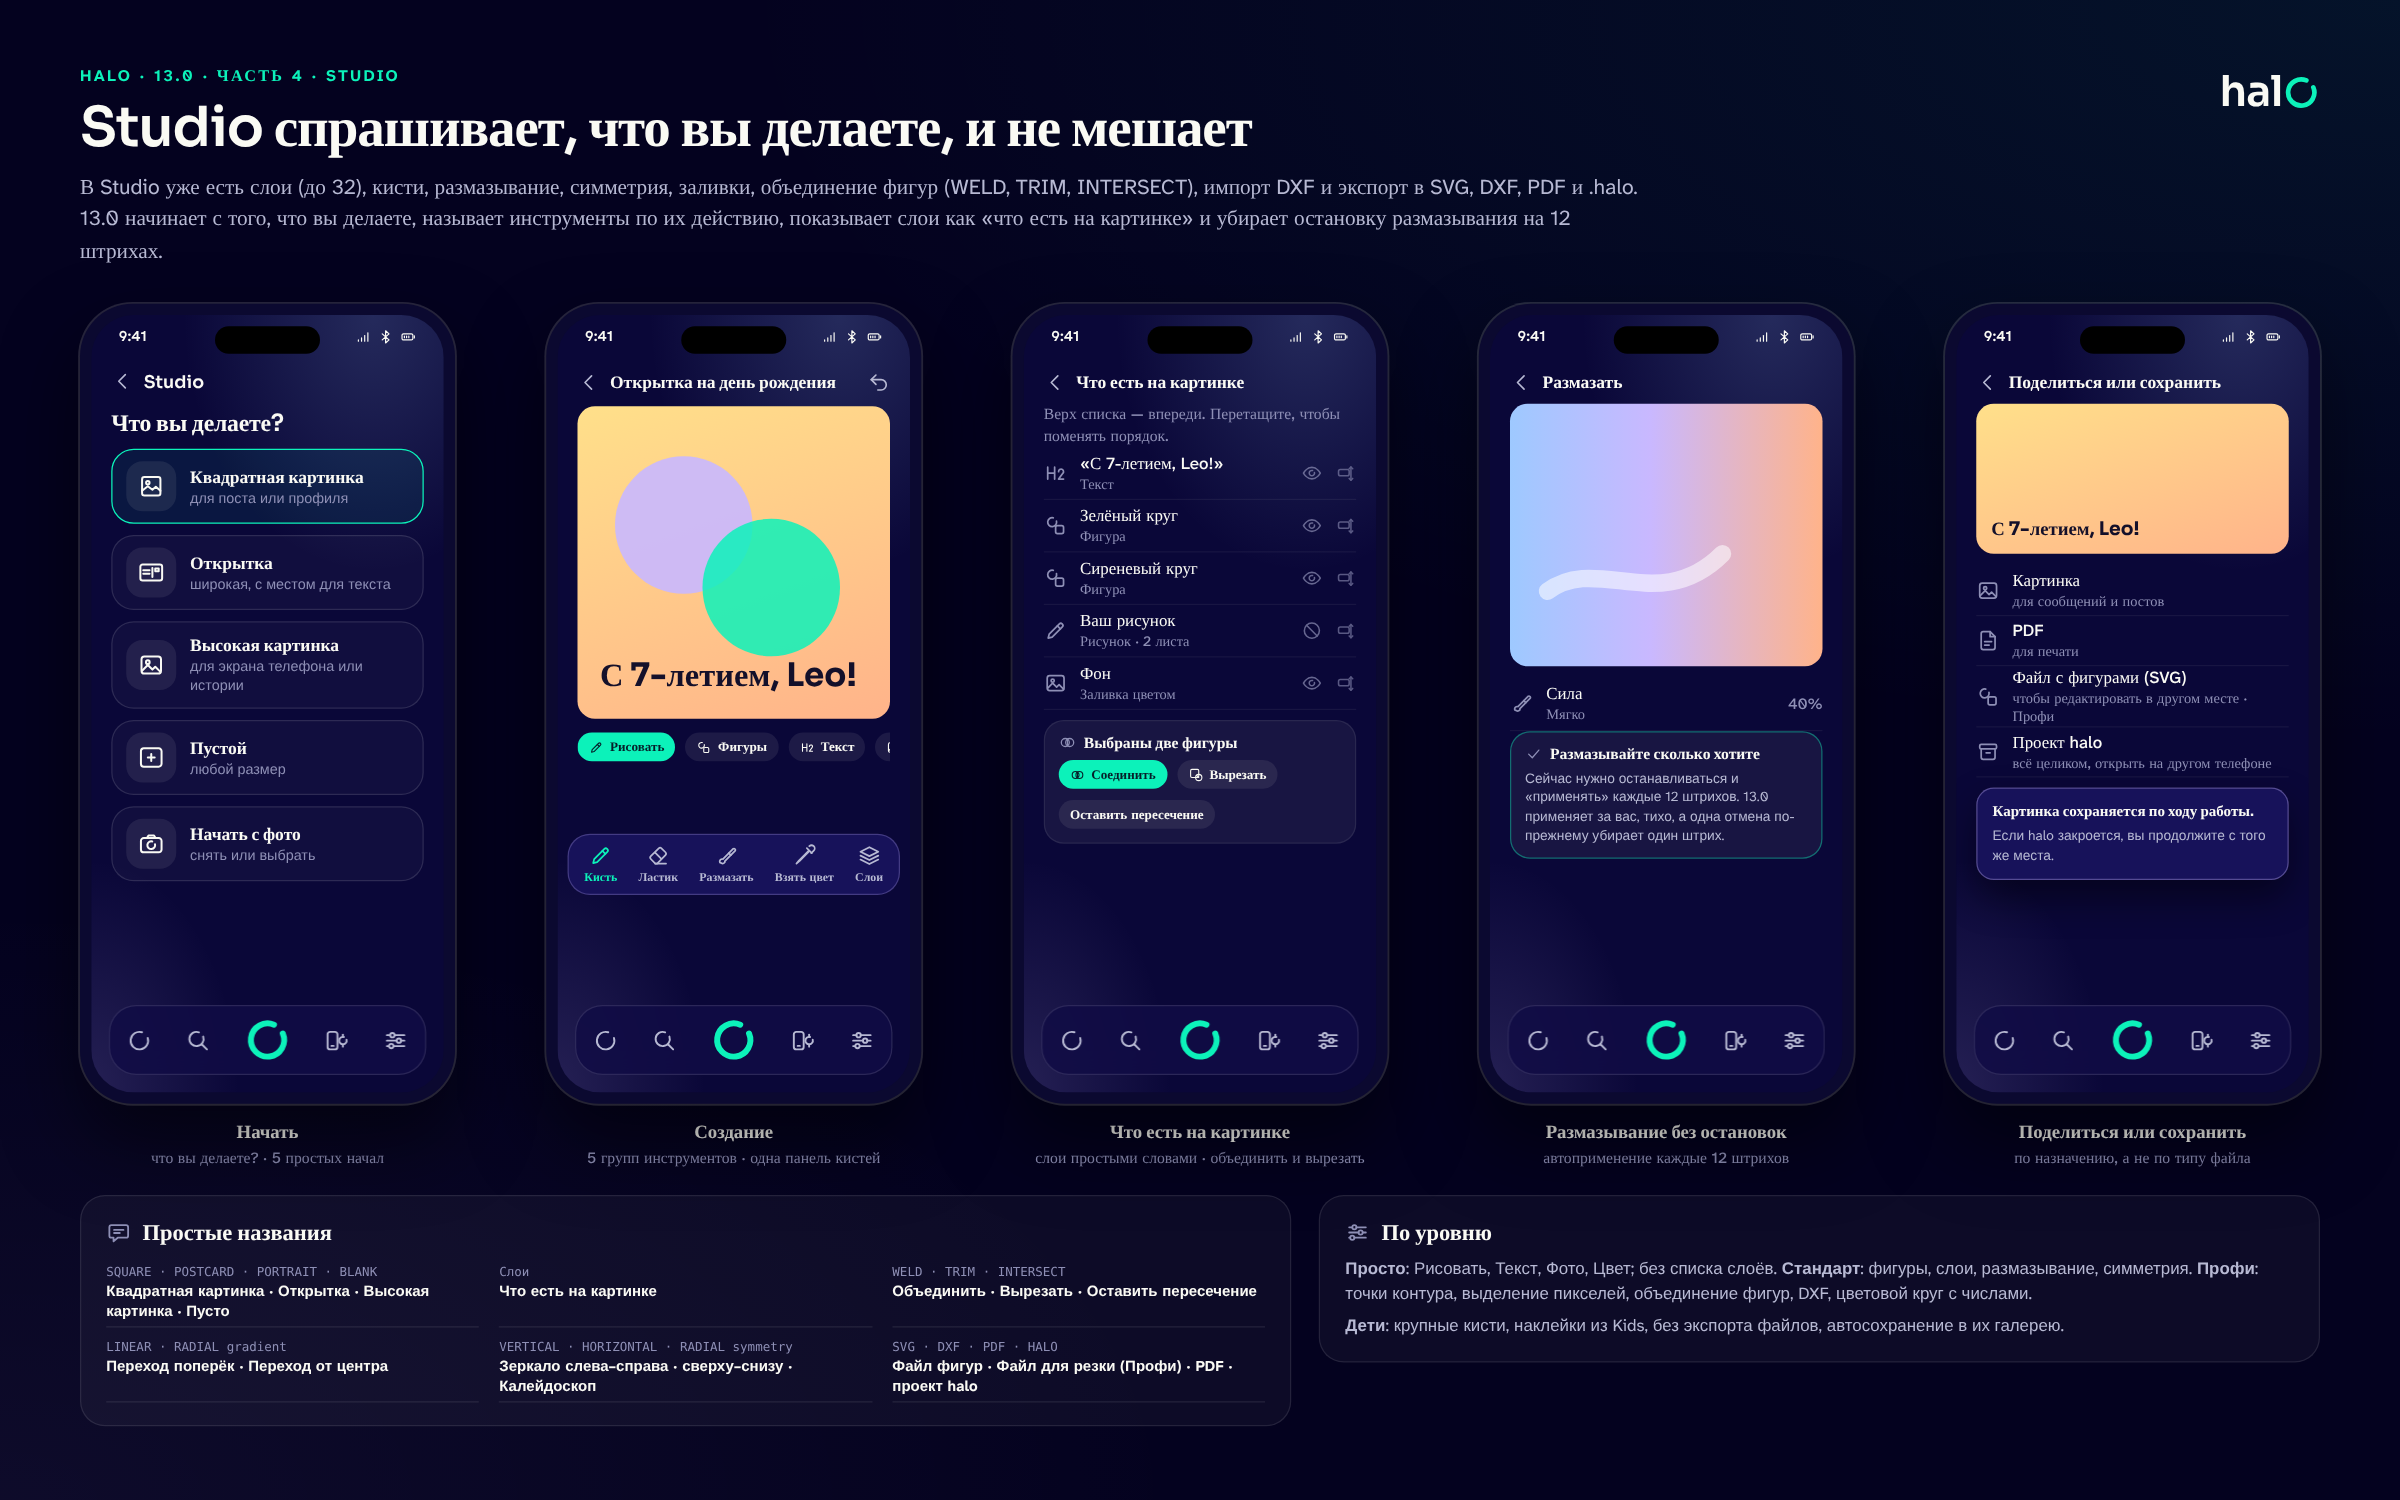 HALO · 13.0 · ЧАСТЬ 4 · STUDIO
halo
Studio спрашивает, что вы делаете, и не мешает
В Studio уже есть слои (до 32), кисти, размазывание, симметрия, заливки, объединение фигур (WELD, TRIM, INTERSECT), импорт DXF и экспорт в SVG, DXF, PDF и .halo.
13.0 начинает с того, что вы делаете, называет инструменты по их действию, показывает слои как «что есть на картинке» и убирает остановку размазывания на 12
штрихах.
9:41
Studio
Что вы делаете?
Квадратная картинка
для поста или профиля
Открытка
широкая, с местом для текста
Высокая картинка
для экрана телефона или
истории
Пустой
любой размер
Начать с фото
снять или выбрать
Начать
что вы делаете? · 5 простых начал
9:41
Открытка на день рождения
С 7-летием, Leo!
Рисовать
Фигуры
H2 Текст
Кисть
Ластик
Размазать
Взять цвет
Слои
Создание
5 групп инструментов · одна панель кистей
9:41
Что есть на картинке
Верх списка — впереди. Перетащите, чтобы
поменять порядок.
H2 «С 7-летием, Leo!»
Текст
Зелёный круг
Фигура
Сиреневый круг
Фигура
Ваш рисунок
Рисунок · 2 листа
Фон
Заливка цветом
Выбраны две фигуры
Соединить
Вырезать
Оставить пересечение
Что есть на картинке
слои простыми словами · объединить и вырезать
9:41
Размазать
Сила
Мягко
40%
Размазывайте сколько хотите
Сейчас нужно останавливаться и
«применять» каждые 12 штрихов. 13.0
применяет за вас, тихо, а одна отмена по-
прежнему убирает один штрих.
Размазывание без остановок
автоприменение каждые 12 штрихов
9:41
Поделиться или сохранить
С 7-летием, Leo!
Картинка
для сообщений и постов
PDF
для печати
Файл с фигурами (SVG)
чтобы редактировать в другом месте ·
Профи
Проект halo
всё целиком, открыть на другом телефоне
Картинка сохраняется по ходу работы.
Если halo закроется, вы продолжите с того
же места.
Поделиться или сохранить
по назначению, а не по типу файла
Простые названия
SQUARE · POSTCARD · PORTRAIT · BLANK
Квадратная картинка · Открытка · Высокая
картинка · Пусто
Слои
Что есть на картинке
WELD · TRIM · INTERSECT
Объединить · Вырезать · Оставить пересечение
LINEAR · RADIAL gradient
Переход поперёк · Переход от центра
VERTICAL · HORIZONTAL · RADIAL symmetry
Зеркало слева-справа · сверху-снизу ·
Калейдоскоп
SVG · DXF · PDF · HALO
Файл фигур · Файл для резки (Профи) · PDF ·
проект halo
По уровню
Просто: Рисовать, Текст, Фото, Цвет; без списка слоёв. Стандарт: фигуры, слои, размазывание, симметрия. Профи:
точки контура, выделение пикселей, объединение фигур, DXF, цветовой круг с числами.
Дети: крупные кисти, наклейки из Kids, без экспорта файлов, автосохранение в их галерею.